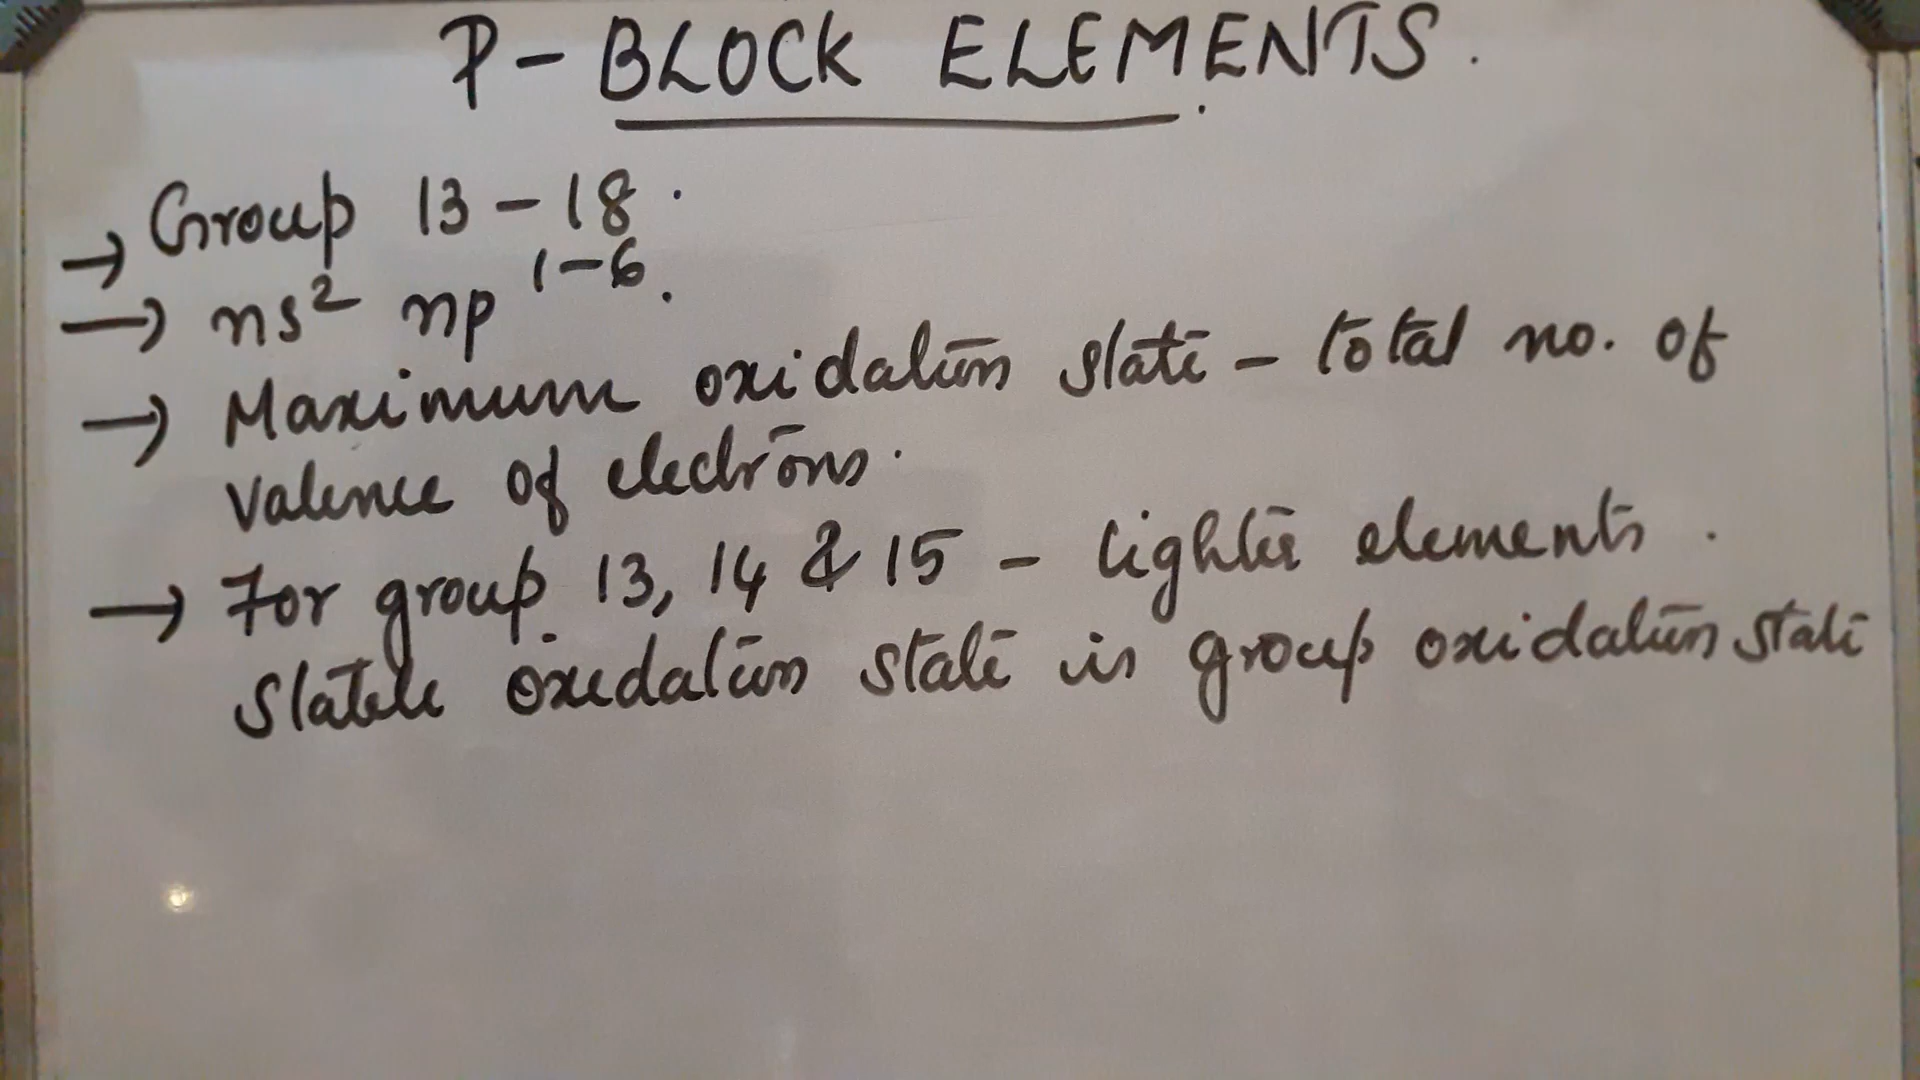 P-BLOCK ELEMENTS.
→ Group 13-18.
→ ns² np¹⁻⁶.
→ Maximum oxidation state - total no. of
valence of electrons.
→ For group 13, 14 & 15 - lighter elements.
Stable oxidation state is group oxidation state